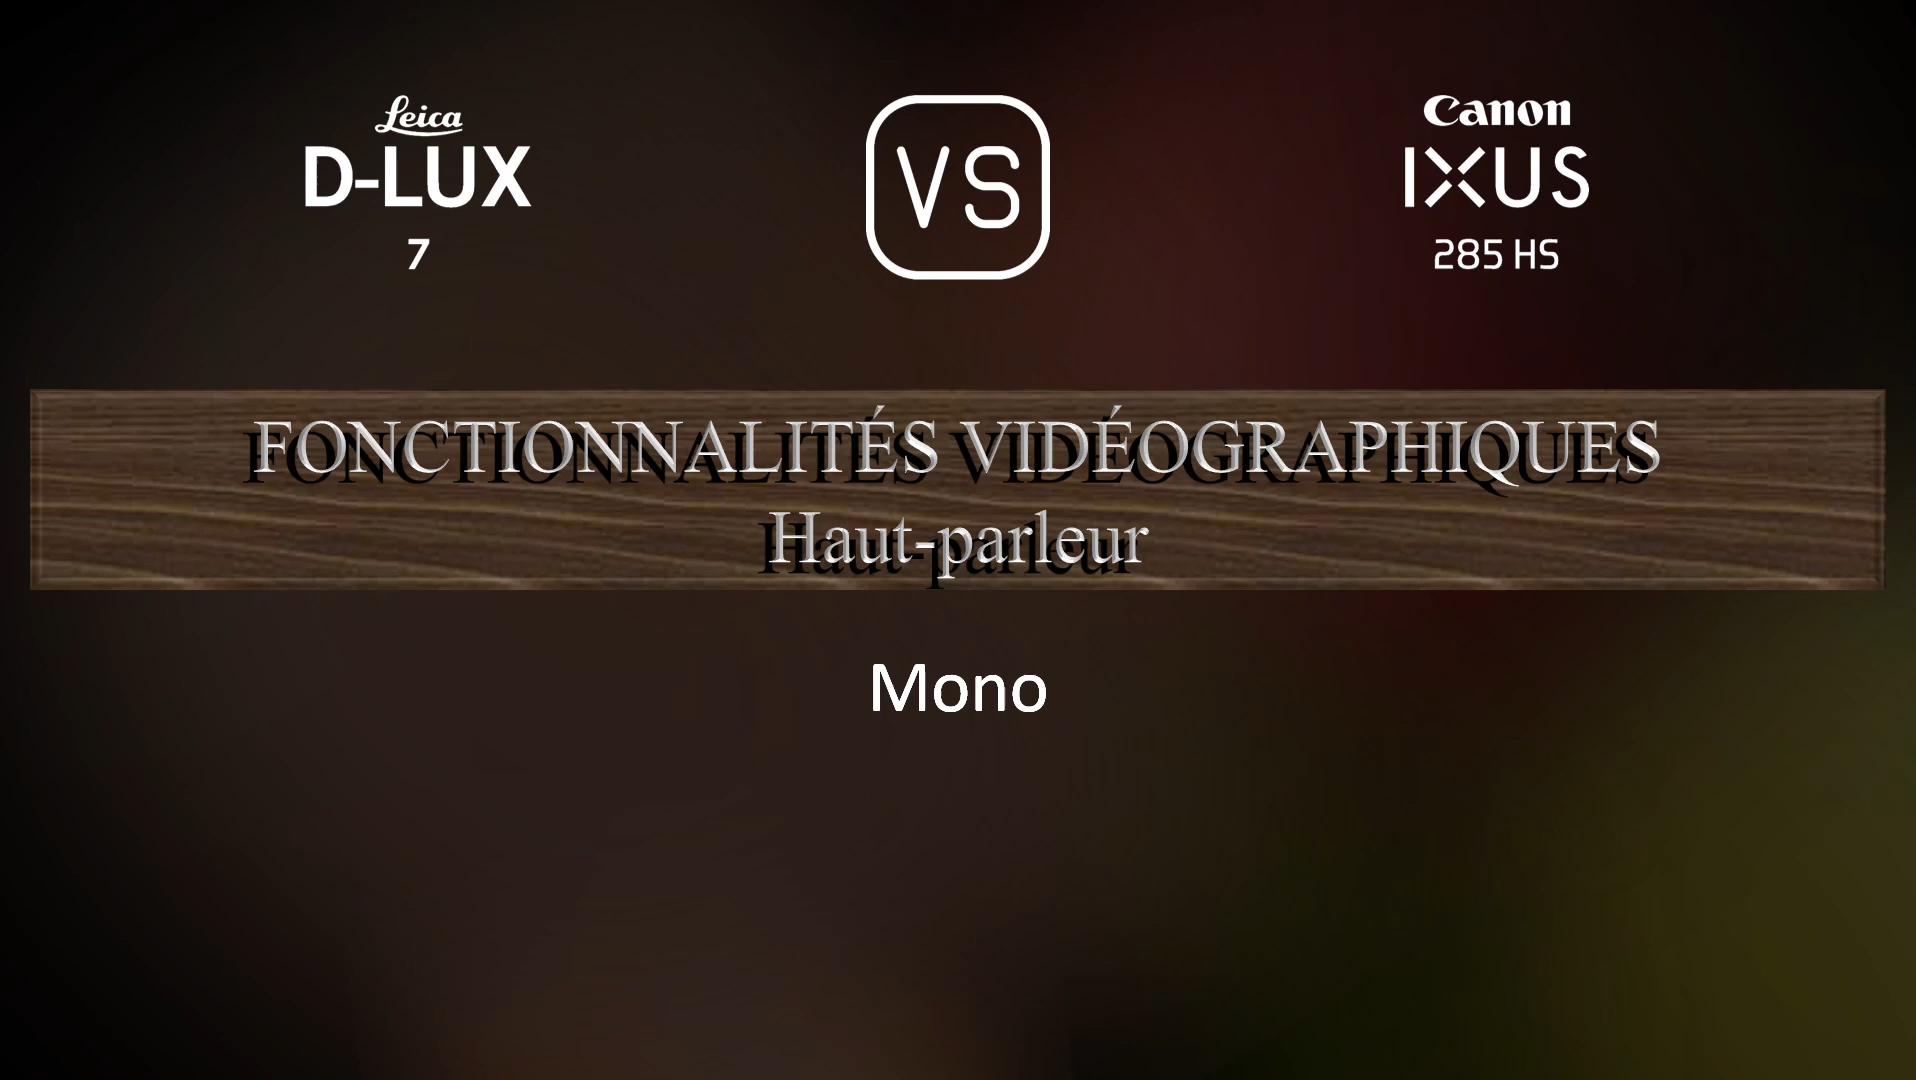 Leica
D-LUX
7
VS
Canon
IXUS
285 HS
FONCTIONNALITÉS VIDÉOGRAPHIQUES
Haut-parleur
Mono